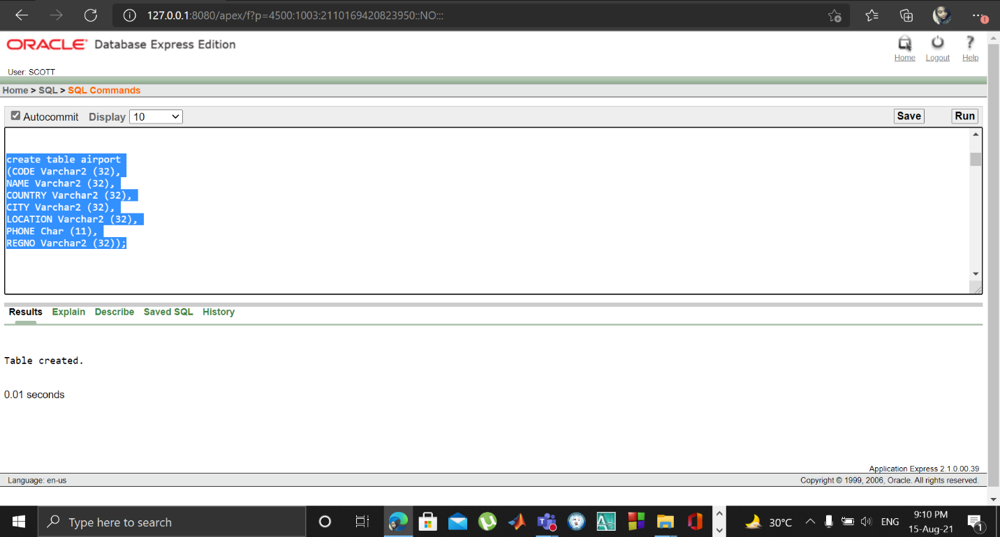 127.0.0.1:8080/apex/f?p=4500:1003:2110169420823950::NO:::
ORACLE Database Express Edition
Home Logout Help
User: SCOTT
Home > SQL > SQL Commands
Autocommit Display 10 Save Run
create table airport
(CODE Varchar2 (32),
NAME Varchar2 (32),
COUNTRY Varchar2 (32),
CITY Varchar2 (32),
LOCATION Varchar2 (32),
PHONE Char (11),
REGNO Varchar2 (32));
Results Explain Describe Saved SQL History
Table created.
0.01 seconds
Application Express 2.1.0.00.39
Language: en-us Copyright © 1999, 2006, Oracle. All rights reserved.
Type here to search 30°C ENG 9:10 PM
15-Aug-21 1